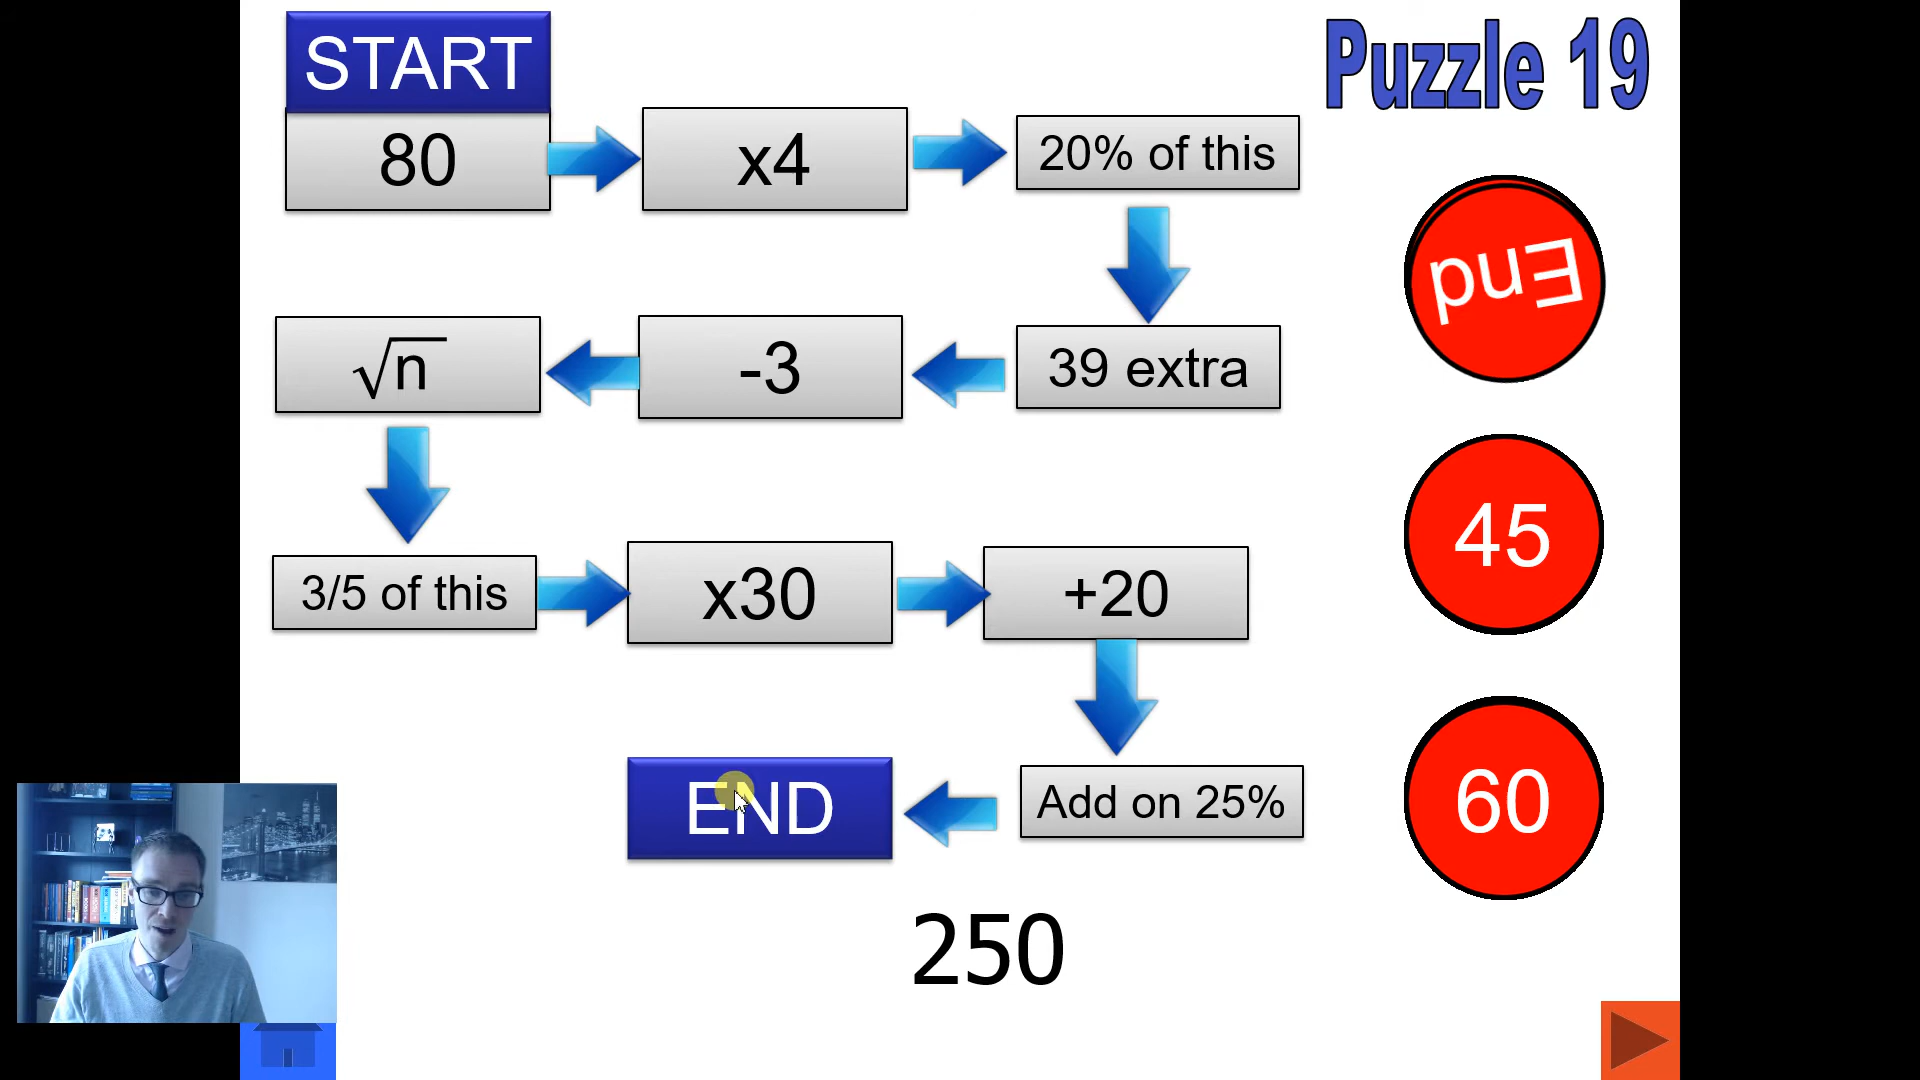 START
Puzzle 19
80
x4
20% of this
√n
-3
39 extra
End
3/5 of this
x30
+20
45
END
Add on 25%
60
250